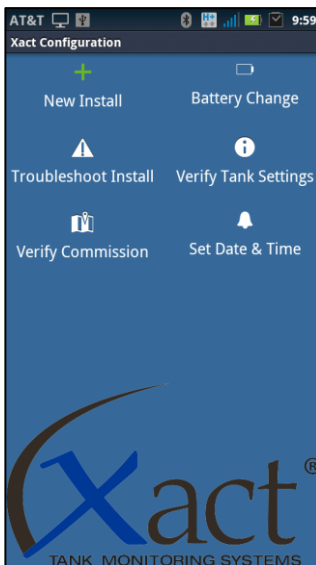 AT&T 9:59
Xact Configuration
New Install Battery Change
Troubleshoot Install Verify Tank Settings
Verify Commission Set Date & Time
Xact®
TANK MONITORING SYSTEMS